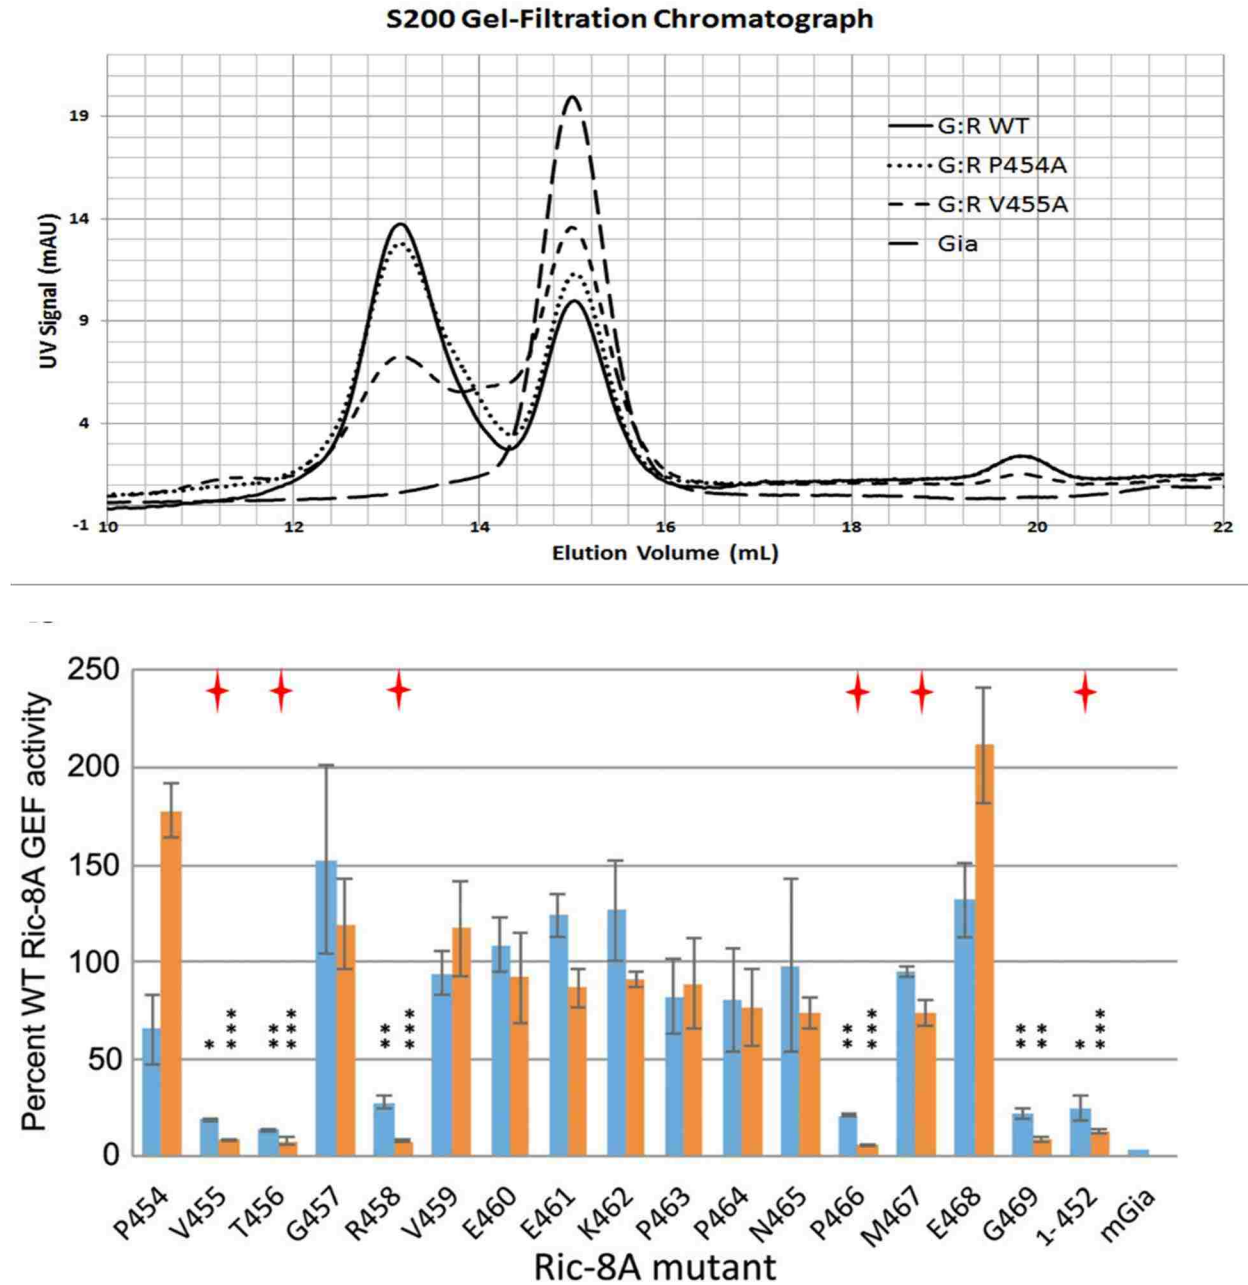 S200 Gel-Filtration Chromatograph
19
14
9
4
-1
UV Signal (mAU)
G:R WT
G:R P454A
G:R V455A
Gia
10 12 14 16 18 20 22
Elution Volume (mL)
250
200
150
100
50
0
Percent WT Ric-8A GEF activity
* *** ** *** ** *** ** *** ** ** * ***
P454 V455 T456 G457 R458 V459 E460 E461 K462 P463 P464 N465 P466 M467 E468 G469 1-452 mGia
Ric-8A mutant